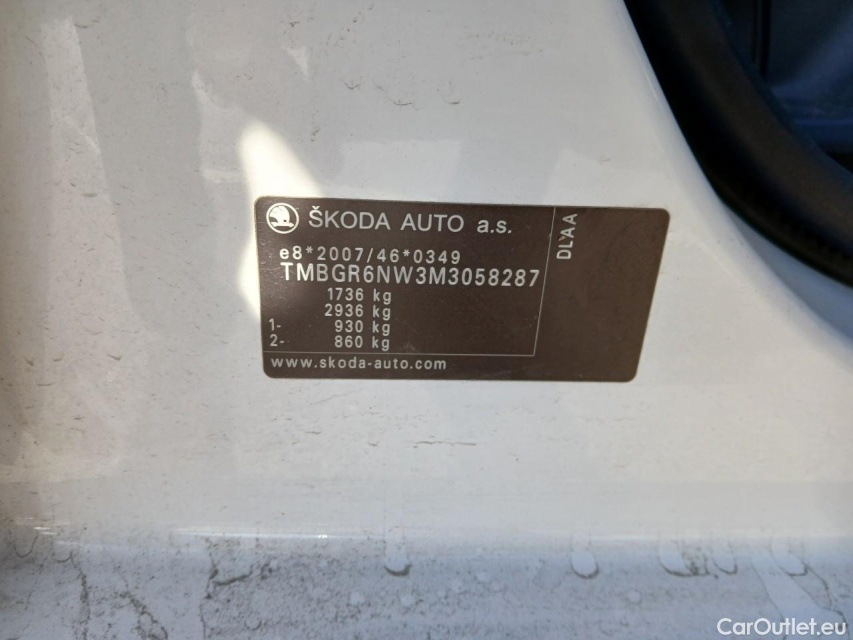 ŠKODA AUTO a.s.
e8*2007/46*0349
TMBGR6NW3M3058287
1736 kg
2936 kg
1- 930 kg
2- 860 kg
www.skoda-auto.com
DLAA
CarOutlet.eu